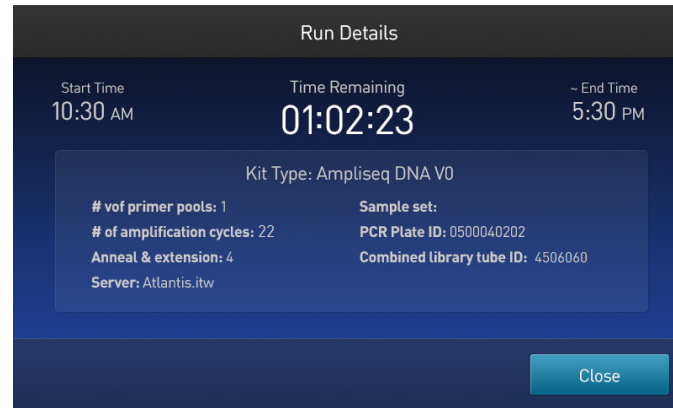 Run Details
Start Time
Time Remaining
~ End Time
10:30 AM
01:02:23
5:30 PM
Kit Type: Ampliseq DNA V0
# vof primer pools: 1
Sample set:
# of amplification cycles: 22
PCR Plate ID: 0500040202
Anneal & extension: 4
Combined library tube ID: 4506060
Server: Atlantis.itw
Close